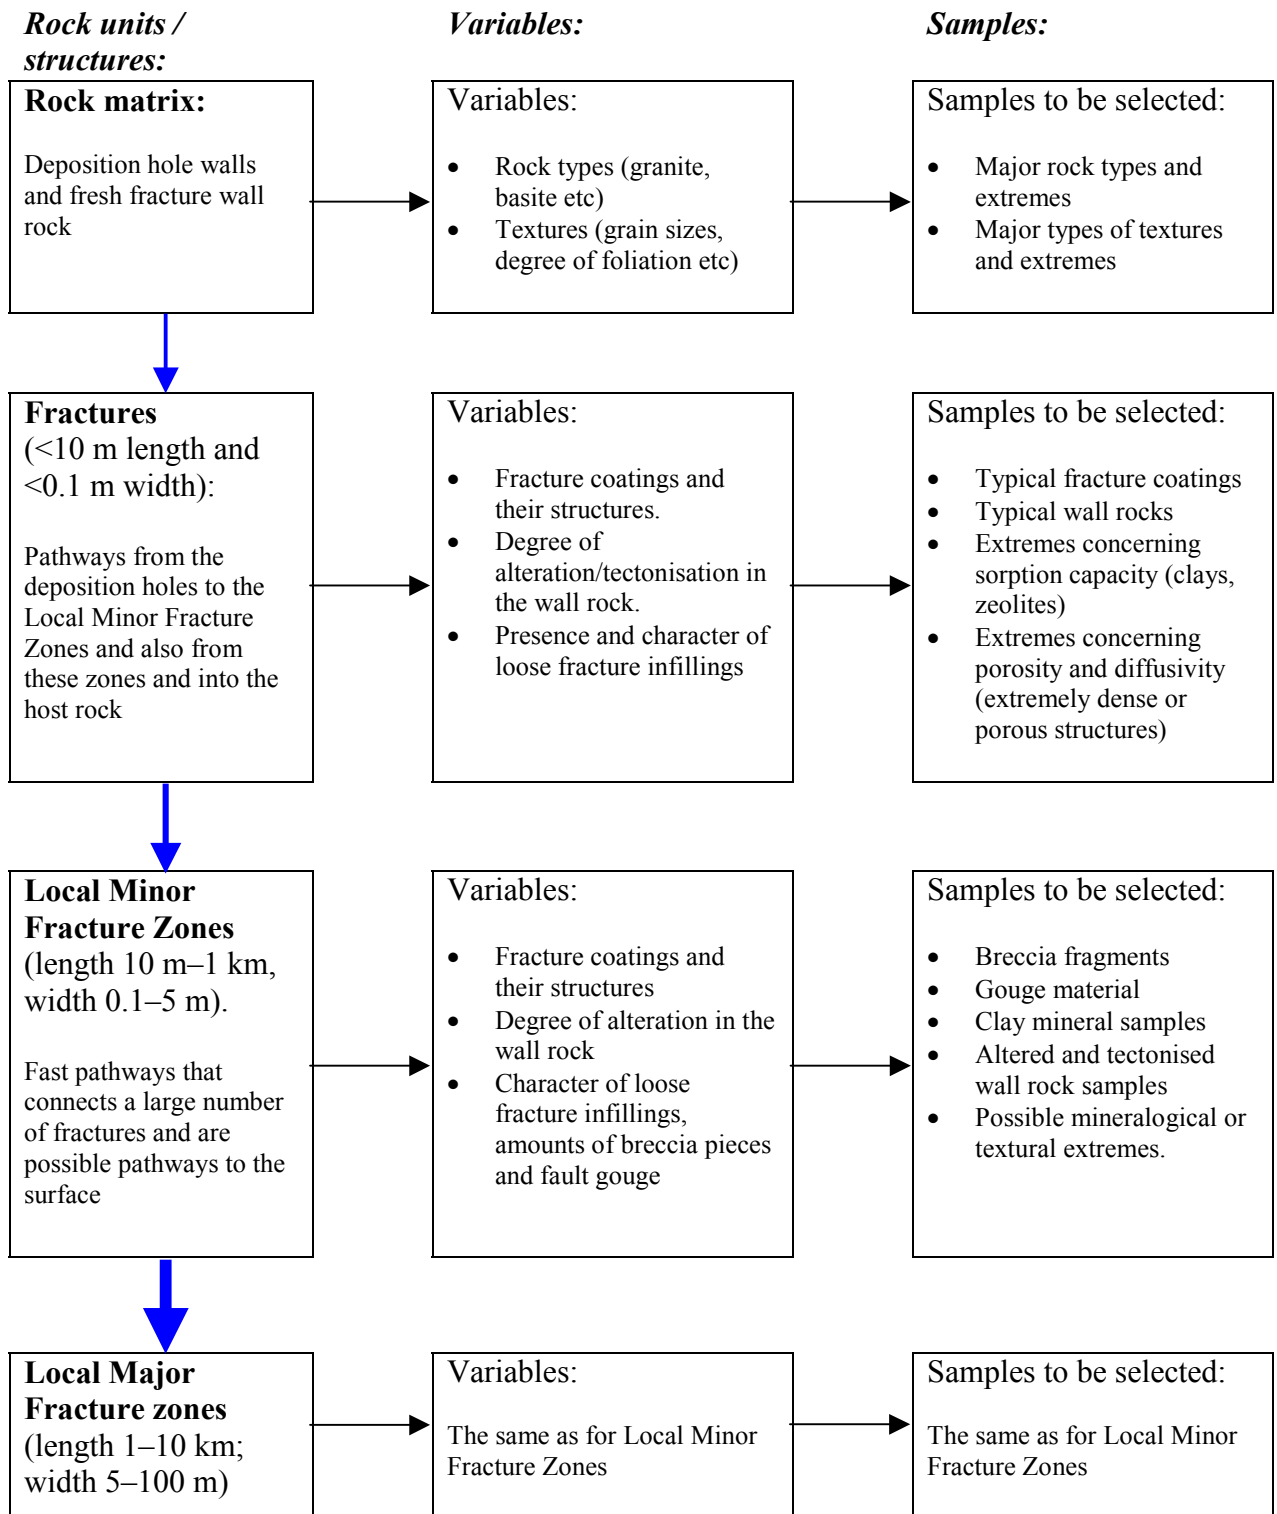 Rock units /
structures:
Variables:
Samples:
Rock matrix:
Deposition hole walls
and fresh fracture wall
rock
Variables:
• Rock types (granite,
basite etc)
• Textures (grain sizes,
degree of foliation etc)
Samples to be selected:
• Major rock types and
extremes
• Major types of textures
and extremes
Fractures
(<10 m length and
<0.1 m width):
Pathways from the
deposition holes to the
Local Minor Fracture
Zones and also from
these zones and into the
host rock
Variables:
• Fracture coatings and
their structures.
• Degree of
alteration/tectonisation in
the wall rock.
• Presence and character of
loose fracture infillings
Samples to be selected:
• Typical fracture coatings
• Typical wall rocks
• Extremes concerning
sorption capacity (clays,
zeolites)
• Extremes concerning
porosity and diffusivity
(extremely dense or
porous structures)
Local Minor
Fracture Zones
(length 10 m–1 km,
width 0.1–5 m).
Fast pathways that
connects a large number
of fractures and are
possible pathways to the
surface
Variables:
• Fracture coatings and
their structures
• Degree of alteration in the
wall rock
• Character of loose
fracture infillings,
amounts of breccia pieces
and fault gouge
Samples to be selected:
• Breccia fragments
• Gouge material
• Clay mineral samples
• Altered and tectonised
wall rock samples
• Possible mineralogical or
textural extremes.
Local Major
Fracture zones
(length 1–10 km;
width 5–100 m)
Variables:
The same as for Local Minor
Fracture Zones
Samples to be selected:
The same as for Local Minor
Fracture Zones